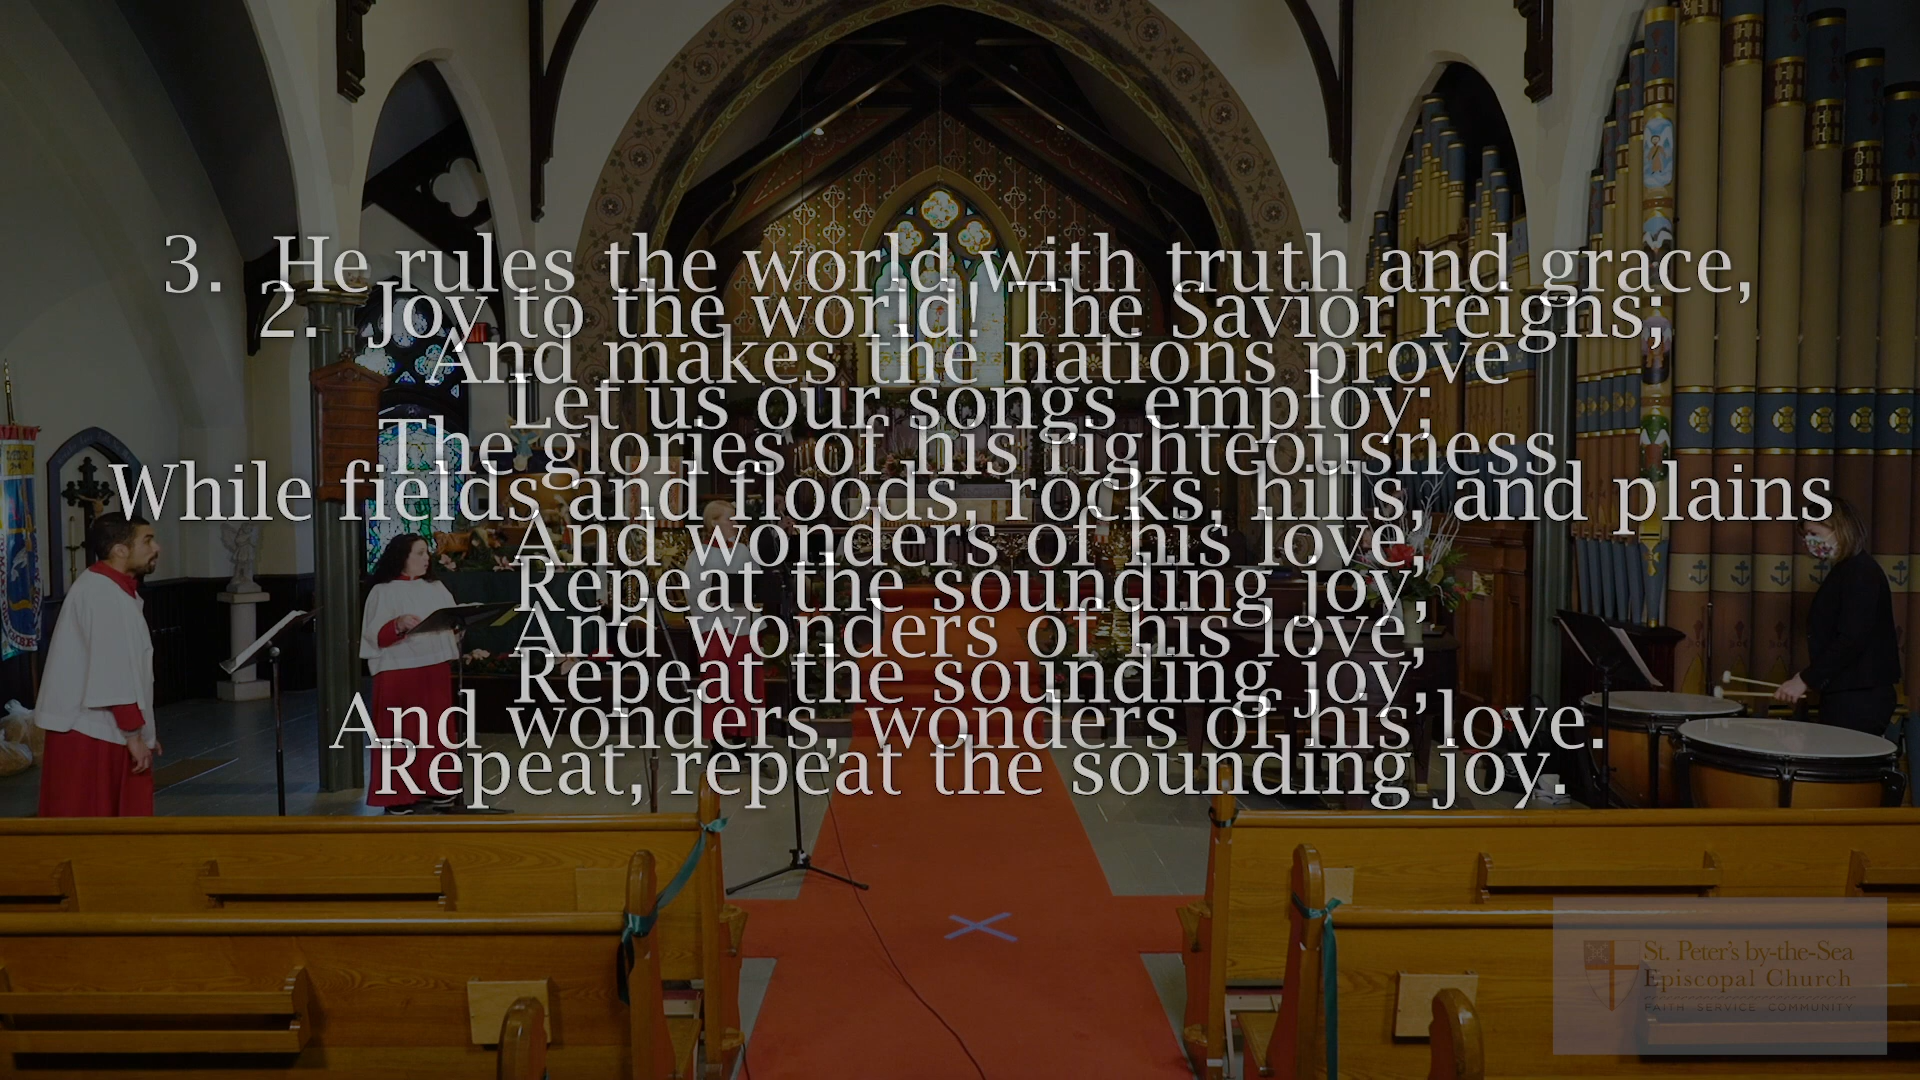 3. He rules the world with truth and grace,
2. Joy to the world! The Savior reigns;
And makes the nations prove
Let us our songs employ;
The glories of his righteousness
While fields and floods, rocks, hills, and plains
And wonders of his love,
Repeat the sounding joy,
And wonders of his love,
Repeat the sounding joy,
And wonders, wonders of his love.
Repeat, repeat the sounding joy.
St. Peter's by-the-Sea
Episcopal Church
FAITH SERVICE COMMUNITY